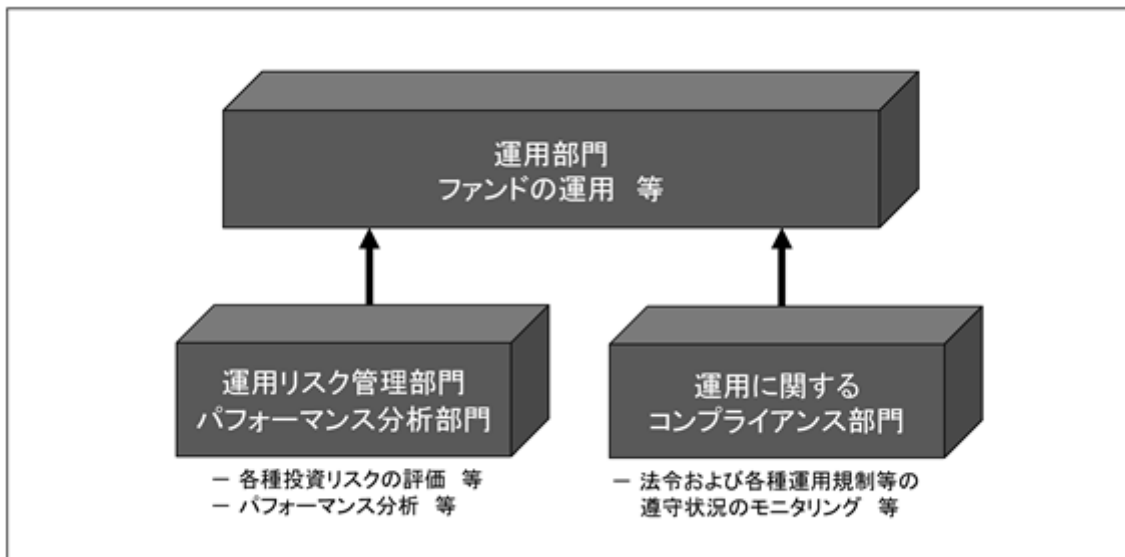 運用部門
ファンドの運用　等
運用リスク管理部門
パフォーマンス分析部門
運用に関する
コンプライアンス部門
－ 各種投資リスクの評価　等
－ パフォーマンス分析　等
－ 法令および各種運用規制等の
遵守状況のモニタリング　等